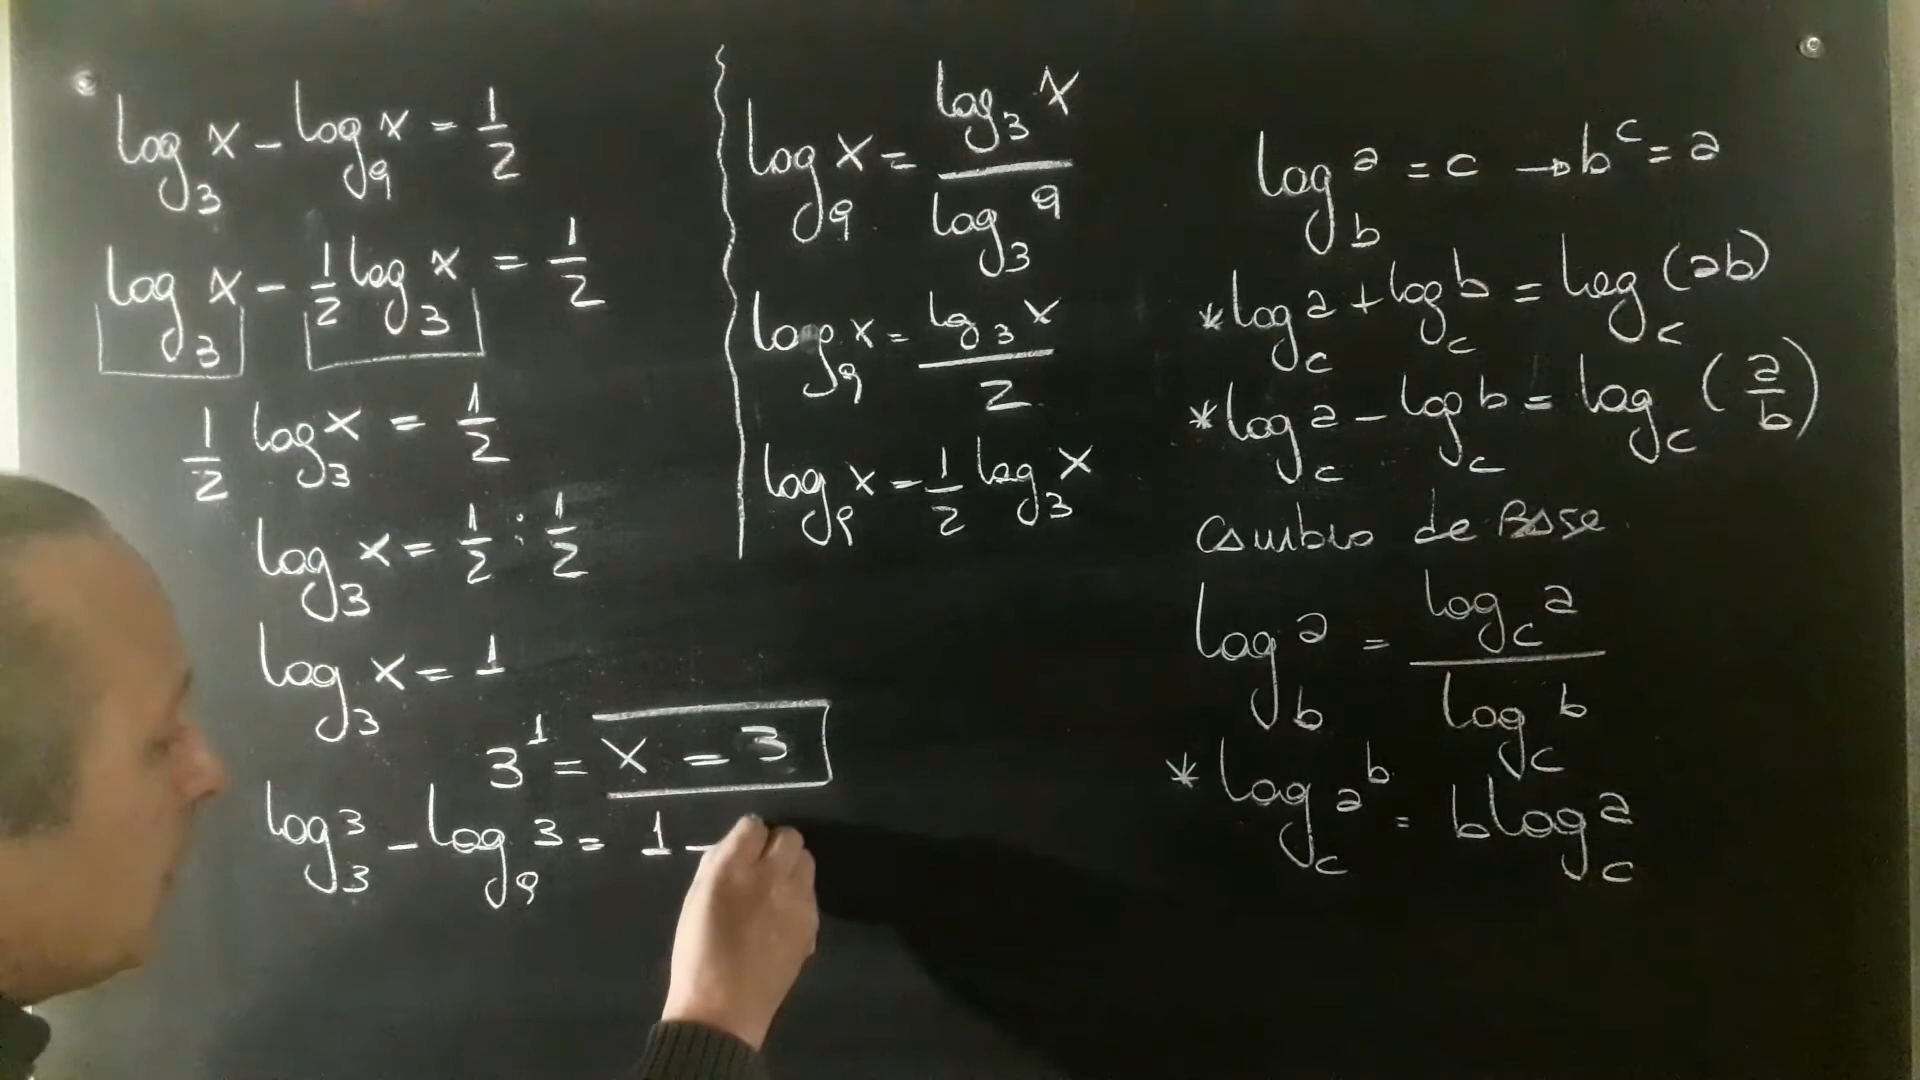 log₃ x - log₉ x = 1/2
log₃ x - 1/2 log₃ x = 1/2
1/2 log₃ x = 1/2
log₃ x = 1/2 : 1/2
log₃ x = 1
3¹ = x = 3
log₃ 3 - log₉ 3 = 1 -
log₉ x = log₃ x / log₃ 9
log₉ x = log₃ x / 2
log₉ x = 1/2 log₃ x
log_b a = c → b^c = a
* log_c a + log_c b = log_c (ab)
* log_c a - log_c b = log_c (a/b)
Cambio de Base
log_b a = log_c a / log_c b
* log_c a^b = b log_c a